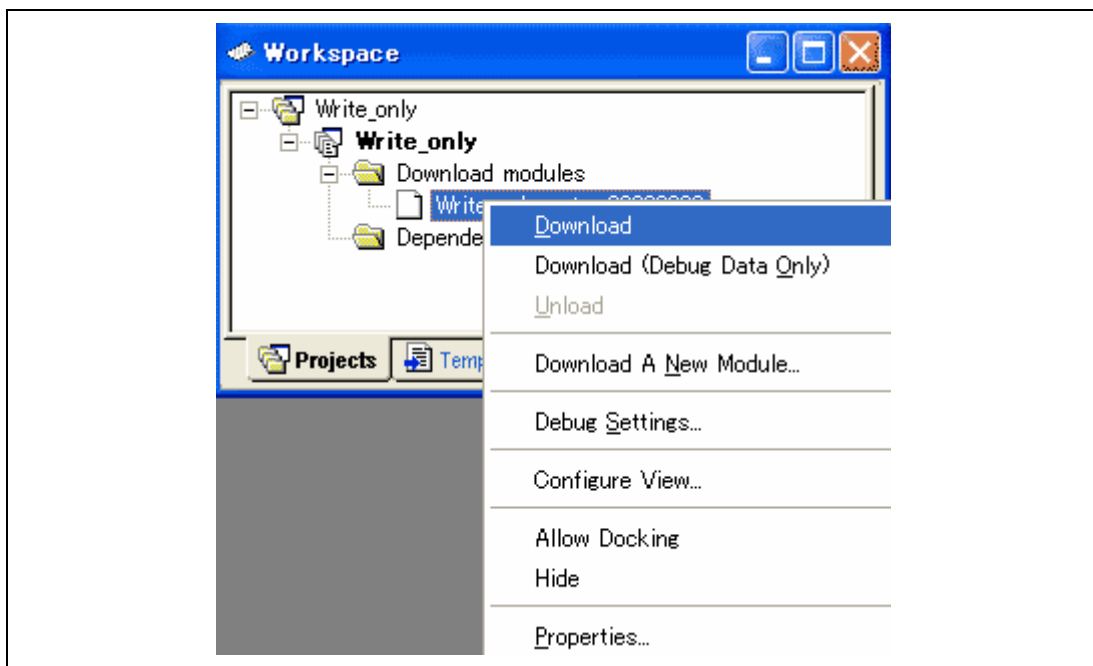 Workspace
Write_only
Write_only
Download modules
Download
Download (Debug Data Only)
Unload
Download A New Module...
Debug Settings...
Configure View...
Allow Docking
Hide
Properties...
Projects